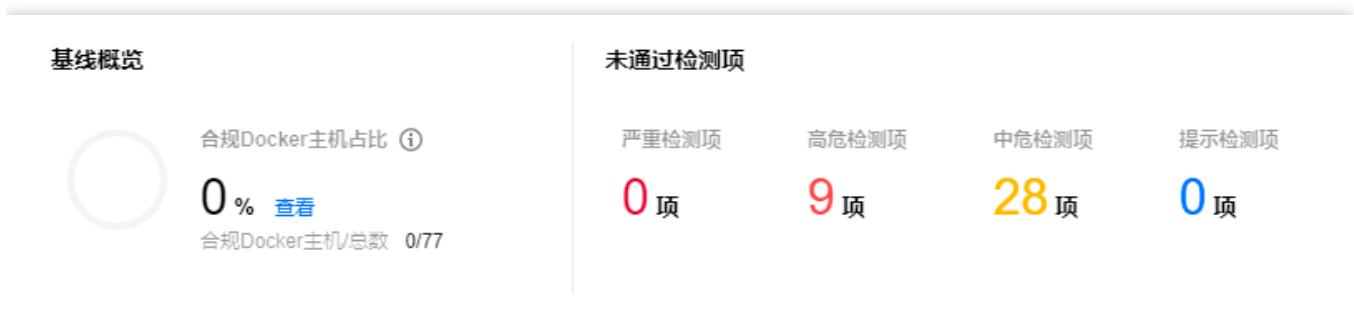 基线概览
合规Docker主机占比
0 % 查看
合规Docker主机/总数 0/77
未通过检测项
严重检测项 高危检测项 中危检测项 提示检测项
0 项 9 项 28 项 0 项